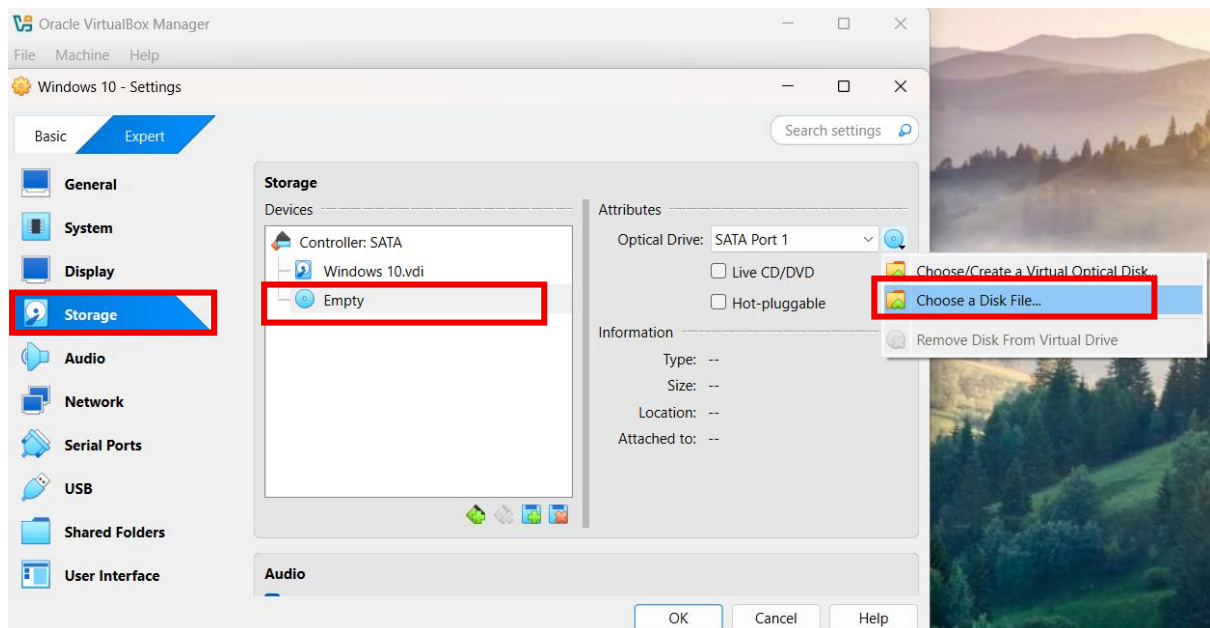 Oracle VirtualBox Manager
File Machine Help
Windows 10 - Settings
Basic Expert Search settings
General
System
Display
Storage
Audio
Network
Serial Ports
USB
Shared Folders
User Interface
Storage
Devices
Controller: SATA
Windows 10.vdi
Empty
Attributes
Optical Drive: SATA Port 1
Live CD/DVD
Hot-pluggable
Information
Type: --
Size: --
Location: --
Attached to: --
Choose/Create a Virtual Optical Disk...
Choose a Disk File...
Remove Disk From Virtual Drive
Audio
OK Cancel Help